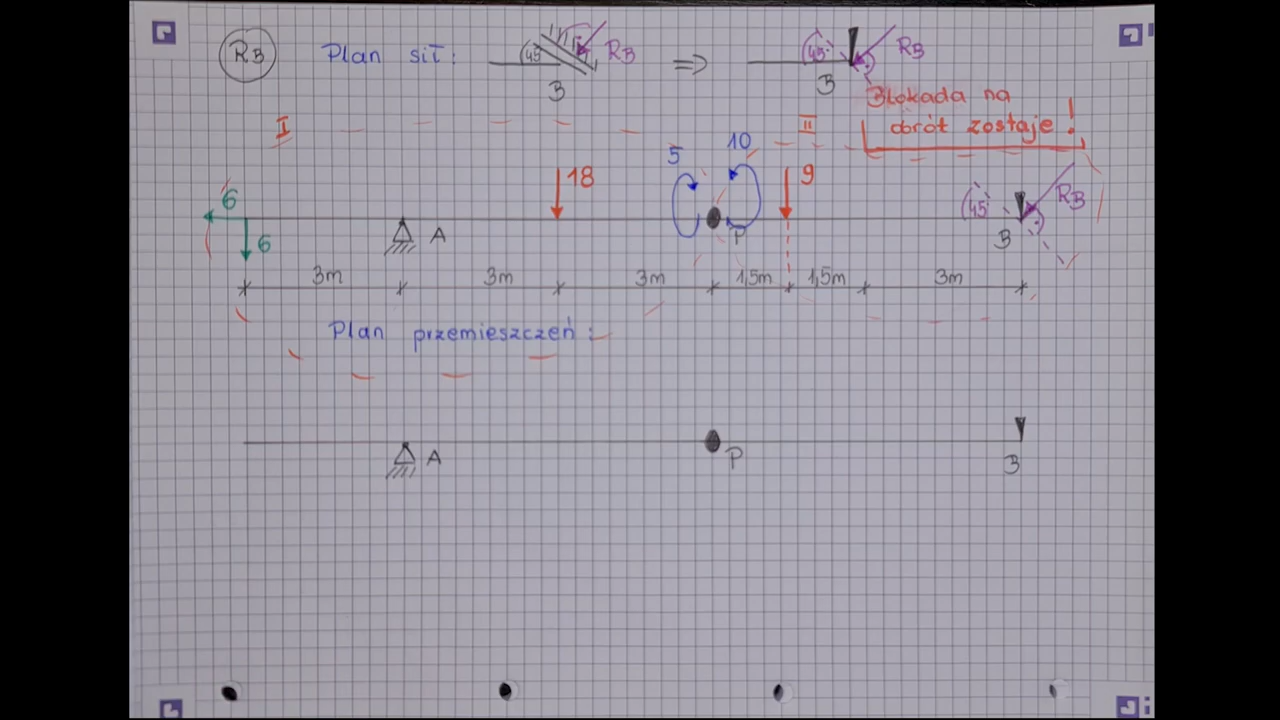 RB Plan sił: 45 RB => 45° RB
B B
Blokada na
obrót zostaje!
I II
5 10
6 18 9 45° RB
6 A P B
3m 3m 3m 1,5m 1,5m 3m
Plan przemieszczeń:
A P B